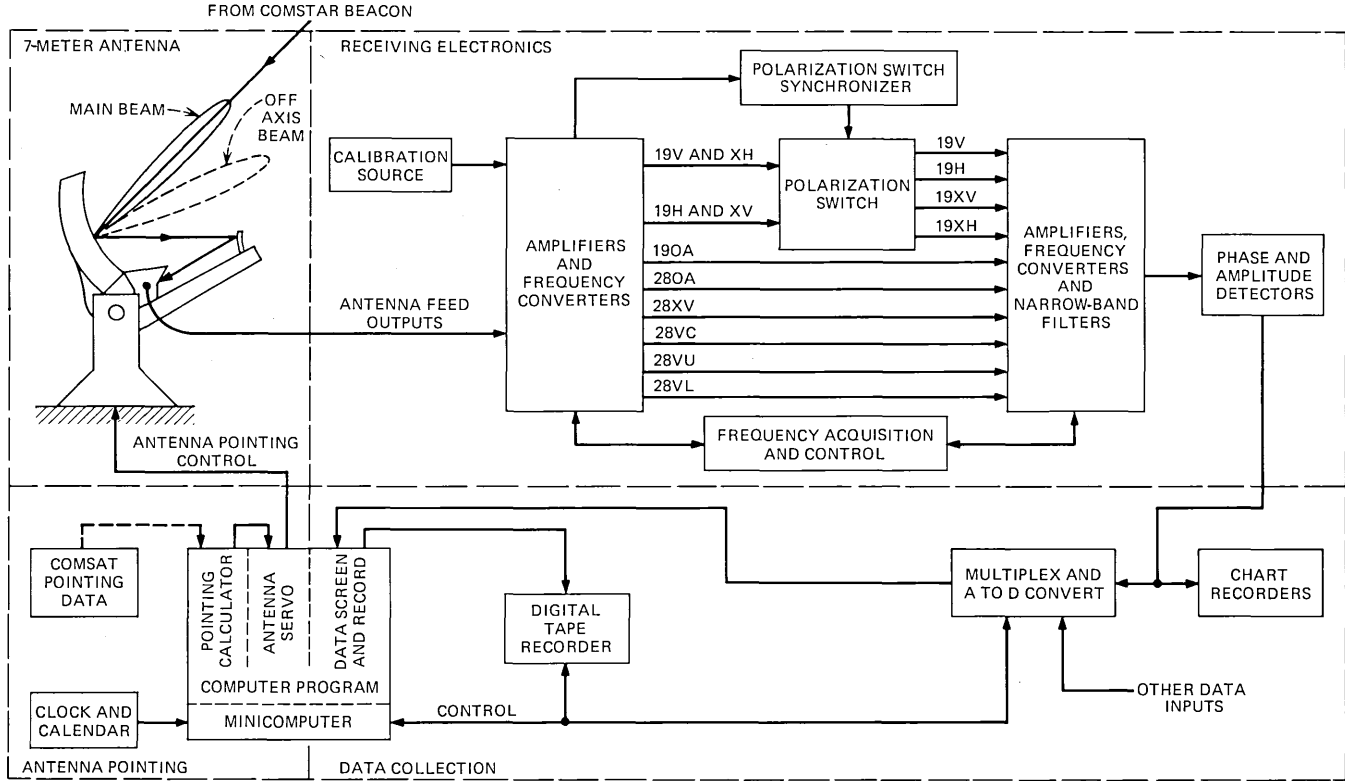 FROM COMSTAR BEACON
7-METER ANTENNA
RECEIVING ELECTRONICS
MAIN BEAM
OFF
AXIS
BEAM
POLARIZATION SWITCH
SYNCHRONIZER
CALIBRATION
SOURCE
AMPLIFIERS
AND
FREQUENCY
CONVERTERS
19V AND XH
19H AND XV
POLARIZATION
SWITCH
19V
19H
19XV
19XH
19OA
28OA
28XV
28VC
28VU
28VL
AMPLIFIERS,
FREQUENCY
CONVERTERS
AND
NARROW-BAND
FILTERS
PHASE AND
AMPLITUDE
DETECTORS
ANTENNA FEED
OUTPUTS
FREQUENCY ACQUISITION
AND CONTROL
ANTENNA POINTING
CONTROL
COMSAT
POINTING
DATA
POINTING
CALCULATOR
ANTENNA
SERVO
DATA SCREEN
AND RECORD
COMPUTER PROGRAM
MINICOMPUTER
CLOCK AND
CALENDAR
CONTROL
DIGITAL
TAPE
RECORDER
MULTIPLEX AND
A TO D CONVERT
CHART
RECORDERS
OTHER DATA
INPUTS
ANTENNA POINTING
DATA COLLECTION